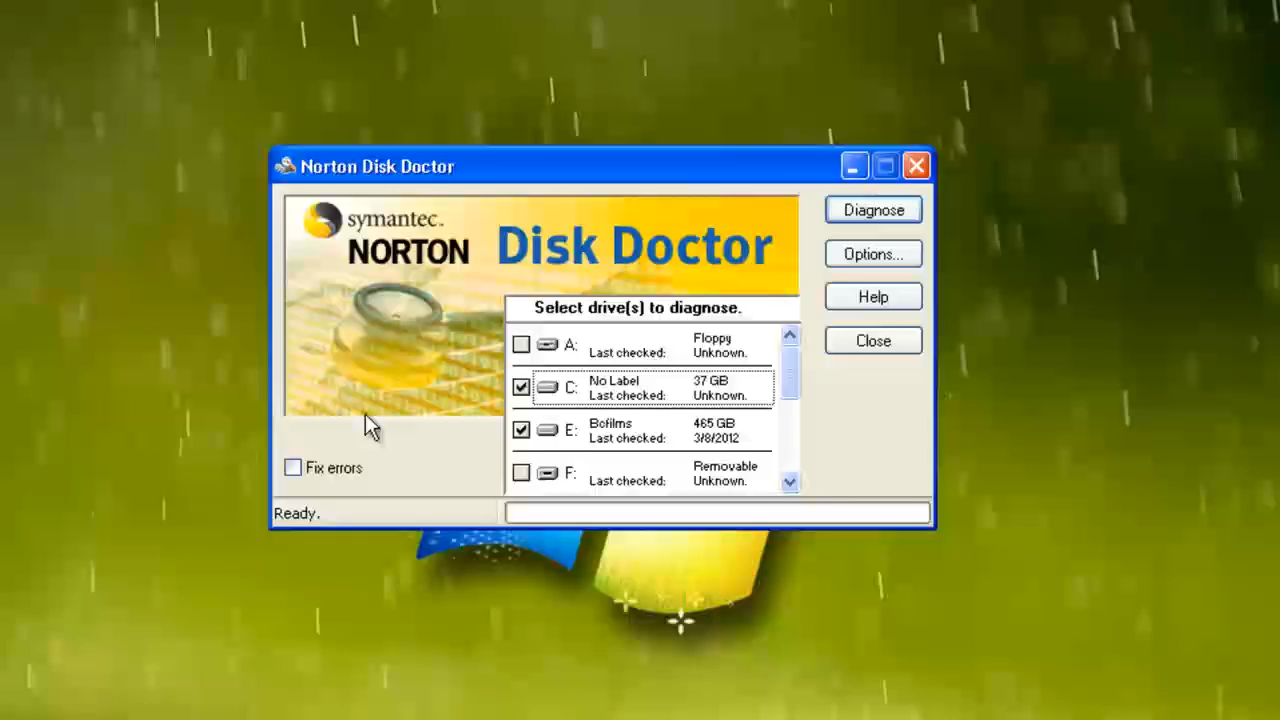 Norton Disk Doctor
symantec.
NORTON
Disk Doctor
Select drive(s) to diagnose.
A: Floppy
Last checked: Unknown.
C: No Label 37 GB
Last checked: Unknown.
E: Bofilms 465 GB
Last checked: 3/8/2012
F: Removable
Last checked: Unknown.
Diagnose
Options...
Help
Close
Fix errors
Ready.